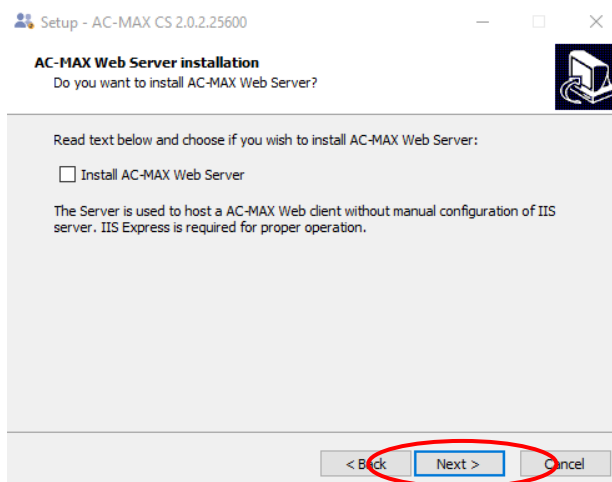 Setup - AC-MAX CS 2.0.2.25600
AC-MAX Web Server installation
Do you want to install AC-MAX Web Server?
Read text below and choose if you wish to install AC-MAX Web Server:
Install AC-MAX Web Server
The Server is used to host a AC-MAX Web client without manual configuration of IIS
server. IIS Express is required for proper operation.
< Back Next > Cancel